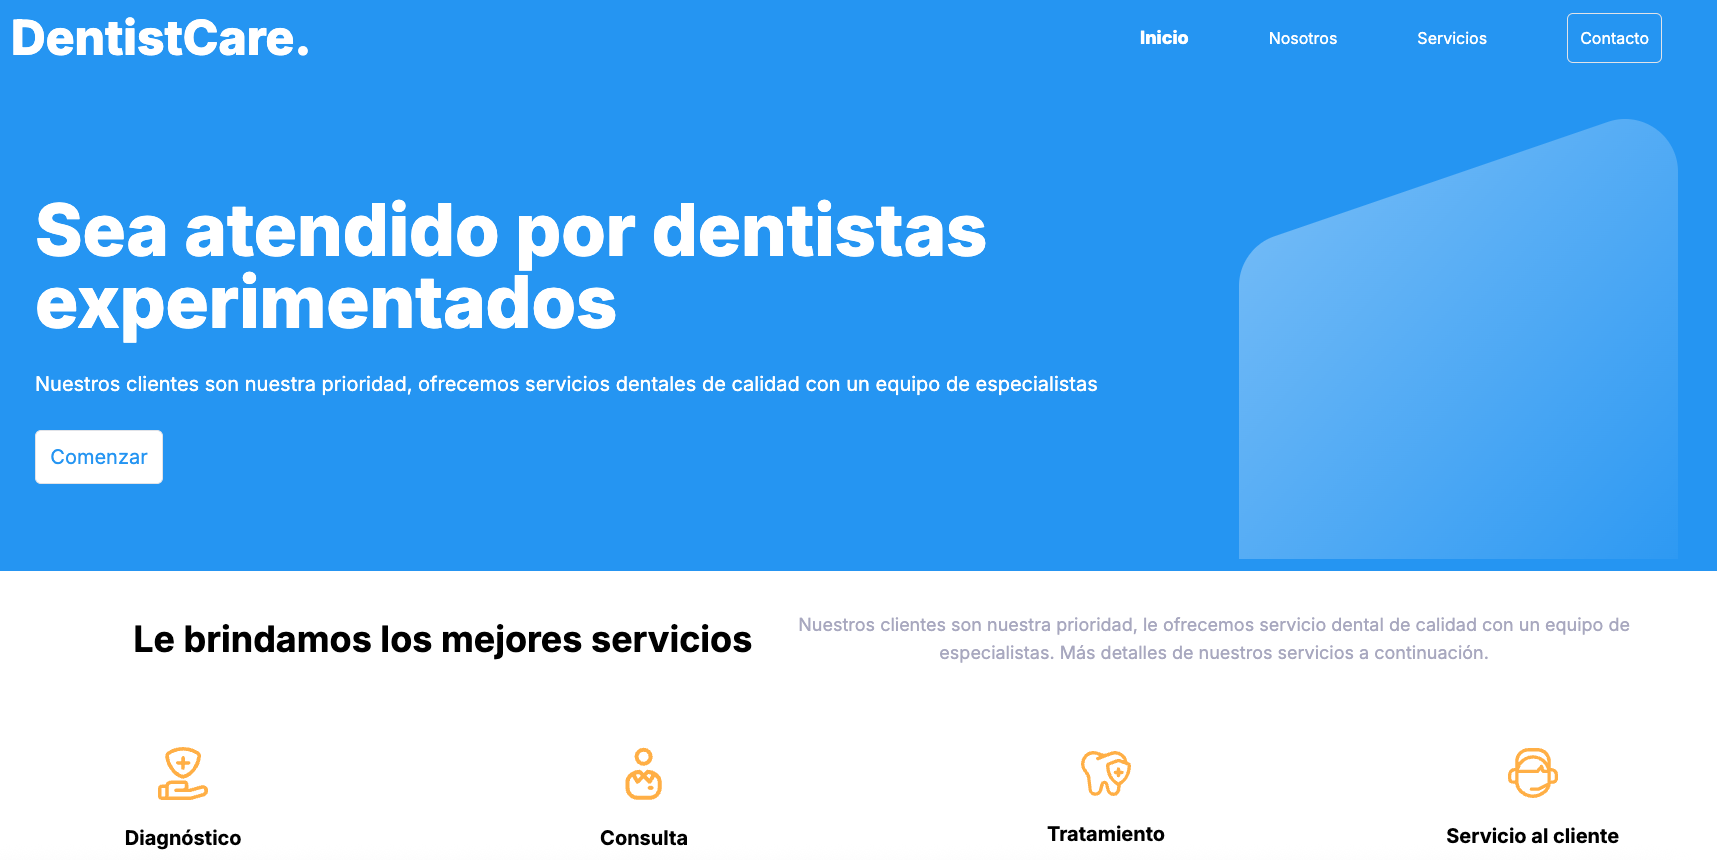 DentistCare.
Inicio
Nosotros
Servicios
Contacto
Sea atendido por dentistas
experimentados
Nuestros clientes son nuestra prioridad, ofrecemos servicios dentales de calidad con un equipo de especialistas
Comenzar
Le brindamos los mejores servicios
Nuestros clientes son nuestra prioridad, le ofrecemos servicio dental de calidad con un equipo de
especialistas. Más detalles de nuestros servicios a continuación.
Diagnóstico
Consulta
Tratamiento
Servicio al cliente